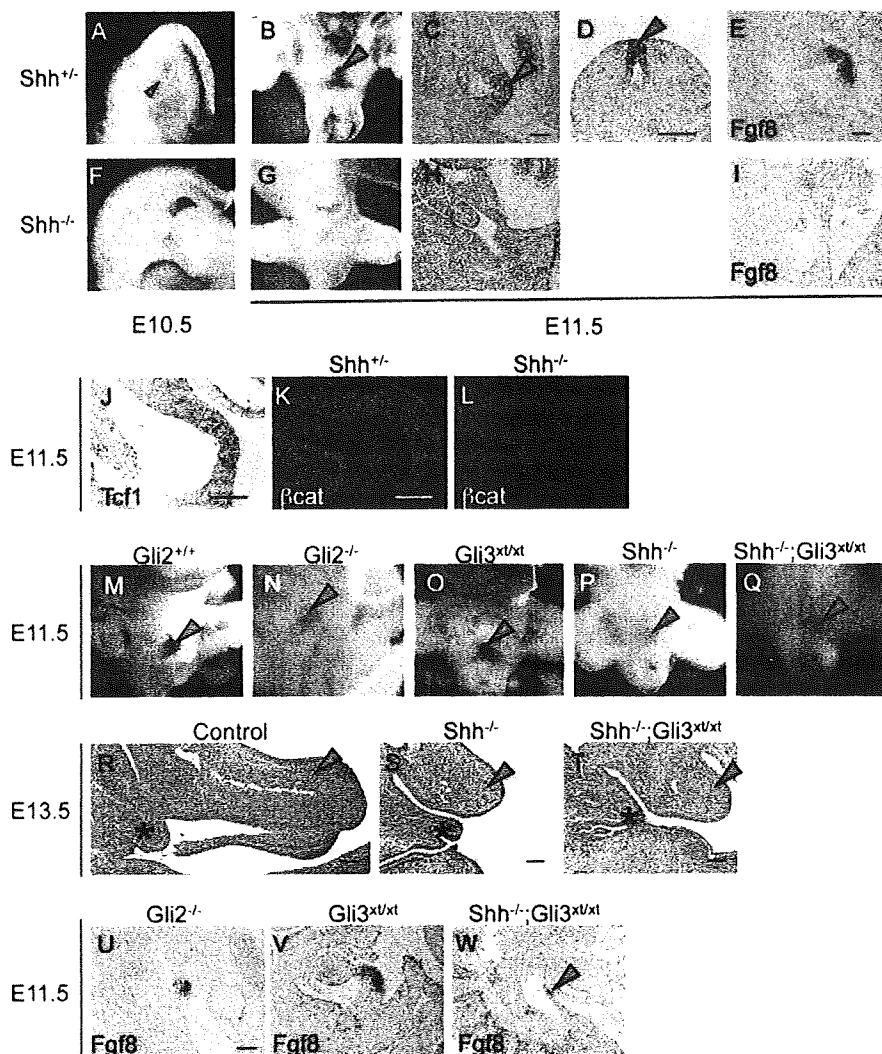 A B C D E
Shh+/-
Fgf8
F G H I
Shh-/-
Fgf8
E10.5 E11.5
Shh+/- Shh-/-
J K L
E11.5
Tcf1 βcat βcat
Gli2+/+ Gli2-/- Gli3xt/xt Shh-/- Shh-/-;Gli3xt/xt
M N O P Q
E11.5
Control Shh-/- Shh-/-;Gli3xt/xt
R S T
E13.5
* * *
Gli2-/- Gli3xt/xt Shh-/-;Gli3xt/xt
U V W
E11.5
Fgf8 Fgf8 Fgf8